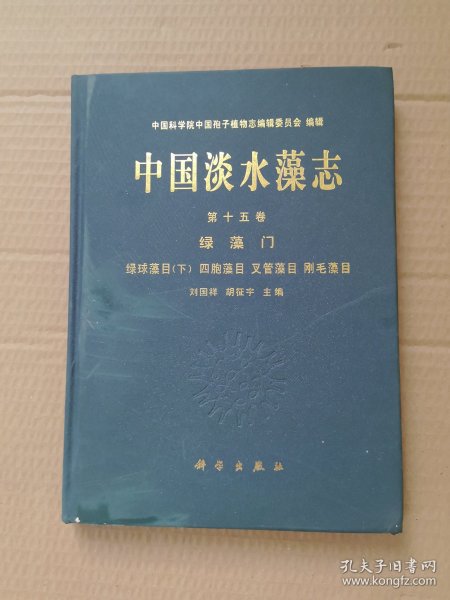 中国科学院中国孢子植物志编辑委员会 编辑
中国淡水藻志
第十五卷
绿藻门
绿球藻目(下) 四胞藻目 叉管藻目 刚毛藻目
刘国祥 胡征宇 主编
科学出版社
孔夫子旧书网
www.kongfz.com